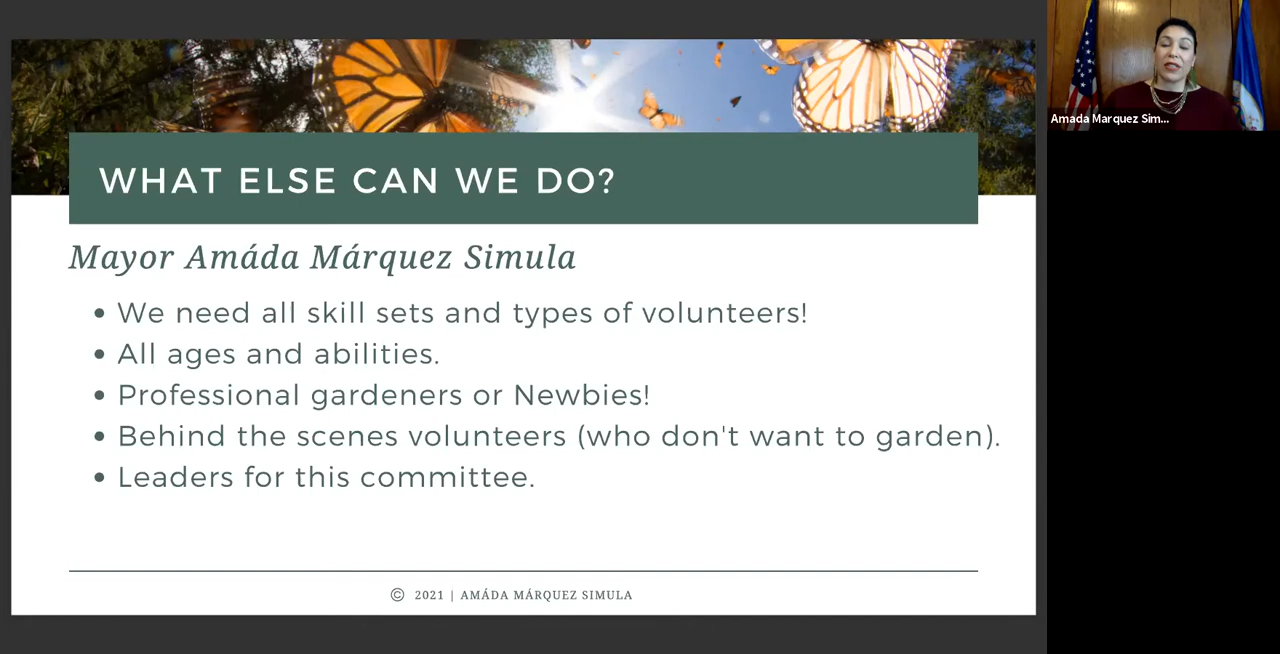 WHAT ELSE CAN WE DO?
Mayor Amáda Márquez Simula
• We need all skill sets and types of volunteers!
• All ages and abilities.
• Professional gardeners or Newbies!
• Behind the scenes volunteers (who don't want to garden).
• Leaders for this committee.
© 2021 | AMÁDA MÁRQUEZ SIMULA
Amada Marquez Sim...